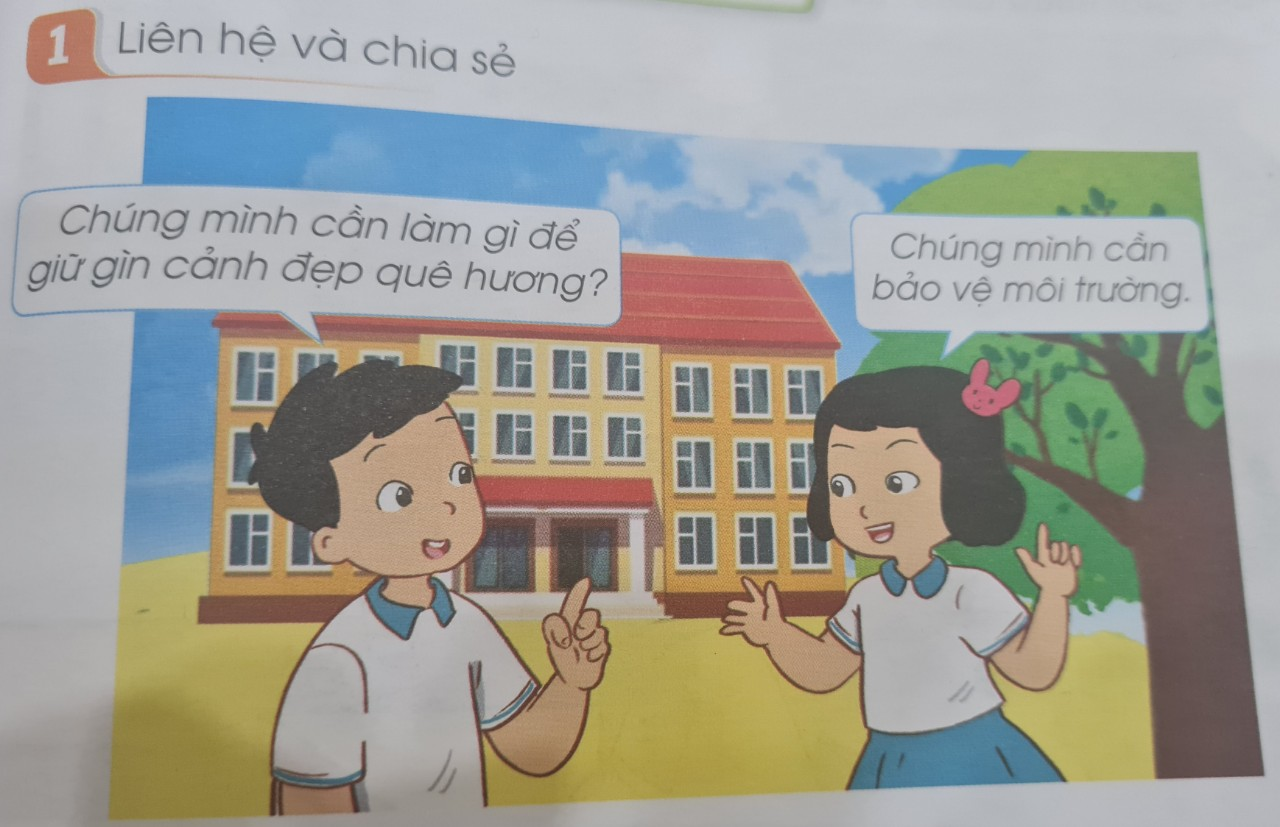 1 Liên hệ và chia sẻ
Chúng mình cần làm gì để
giữ gìn cảnh đẹp quê hương?
Chúng mình cần
bảo vệ môi trường.